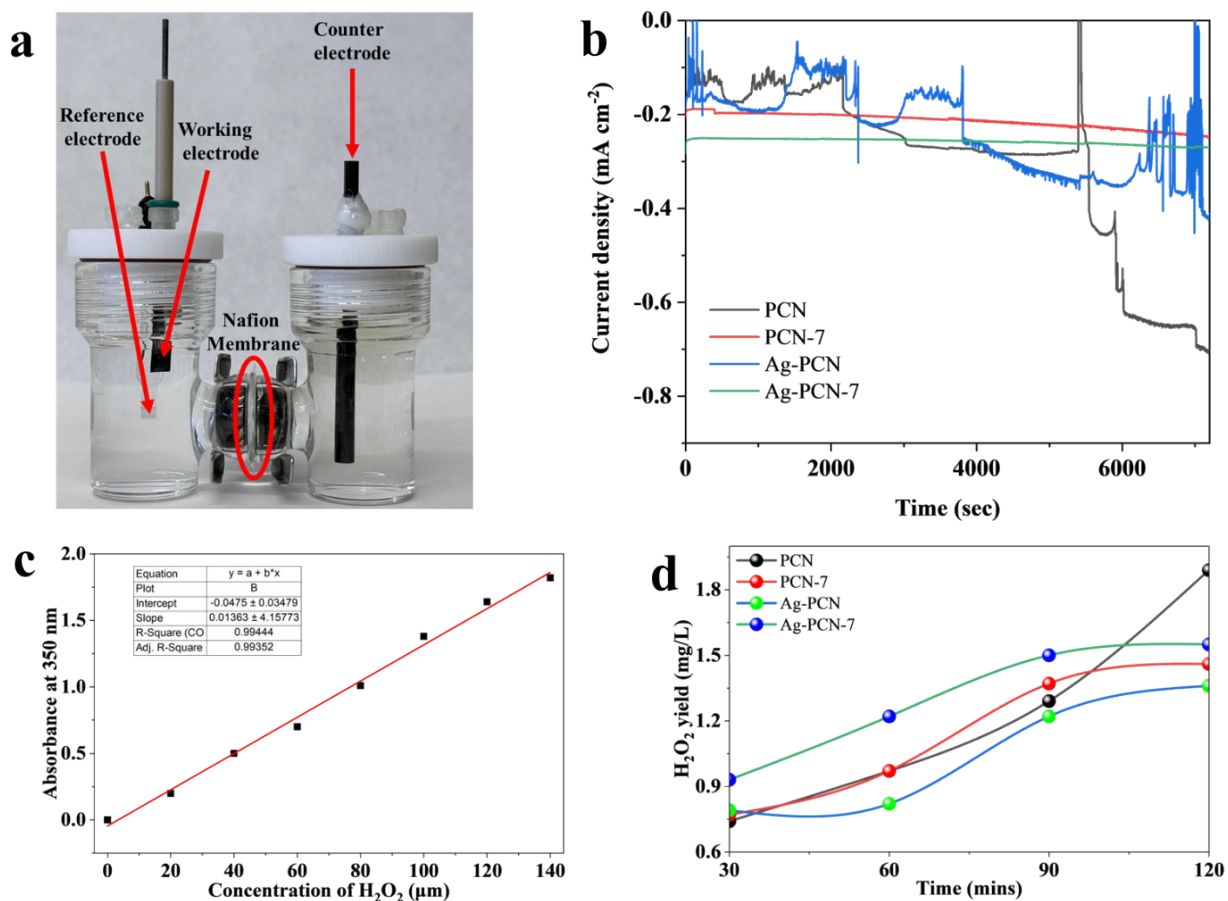 a
Counter
electrode
Reference
electrode
Working
electrode
Nafion
Membrane
b
0.0
-0.2
-0.4
-0.6
-0.8
Current density (mA cm⁻²)
PCN
PCN-7
Ag-PCN
Ag-PCN-7
0 2000 4000 6000
Time (sec)
c
2.0
1.5
1.0
0.5
0.0
Absorbance at 350 nm
Equation y = a + b*x
Plot B
Intercept -0.0475 ± 0.03479
Slope 0.01363 ± 4.15773
R-Square (CO 0.99444
Adj. R-Square 0.99352
0 20 40 60 80 100 120 140
Concentration of H₂O₂ (μm)
d
PCN
PCN-7
Ag-PCN
Ag-PCN-7
1.8
1.5
1.2
0.9
0.6
H₂O₂ yield (mg/L)
30 60 90 120
Time (mins)